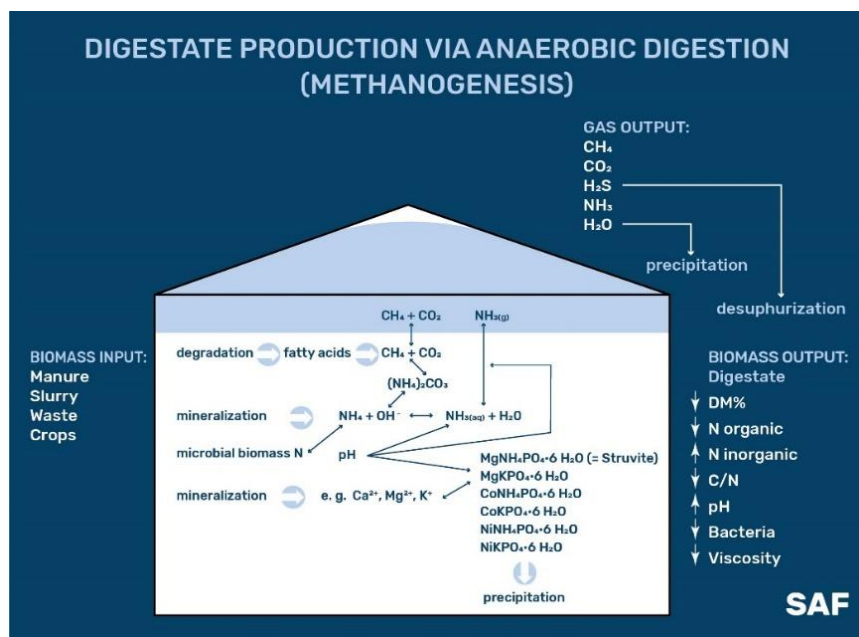 DIGESTATE PRODUCTION VIA ANAEROBIC DIGESTION
(METHANOGENESIS)
GAS OUTPUT:
CH₄
CO₂
H₂S
NH₃
H₂O
precipitation
desuphurization
BIOMASS INPUT:
Manure
Slurry
Waste
Crops
CH₄ + CO₂ NH₃(g)
degradation fatty acids CH₄ + CO₂
(NH₄)₂CO₃
mineralization NH₄ + OH⁻ NH₃(aq) + H₂O
microbial biomass N pH
mineralization e. g. Ca²⁺, Mg²⁺, K⁺
MgNH₄PO₄•6 H₂O (= Struvite)
MgKPO₄•6 H₂O
CoNH₄PO₄•6 H₂O
CoKPO₄•6 H₂O
NiNH₄PO₄•6 H₂O
NiKPO₄•6 H₂O
precipitation
BIOMASS OUTPUT:
Digestate
DM%
N organic
N inorganic
C/N
pH
Bacteria
Viscosity
SAF